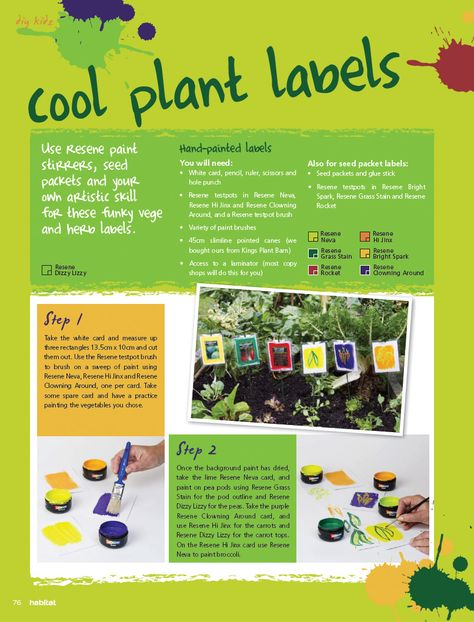 diy kidz
cool plant labels
Use Resene paint
stirrers, seed
packets and your
own artistic skill
for these funky vege
and herb labels.
Resene
Dizzy Lizzy
Hand-painted labels
You will need:
• White card, pencil, ruler, scissors and
hole punch
• Resene testpots in Resene Neva,
Resene Hi Jinx and Resene Clowning
Around, and a Resene testpot brush
• Variety of paint brushes
• 45cm slimline pointed canes (we
bought ours from Kings Plant Barn)
• Access to a laminator (most copy
shops will do this for you)
Also for seed packet labels:
• Seed packets and glue stick
• Resene testpots in Resene Bright
Spark, Resene Grass Stain and Resene
Rocket
Resene
Neva
Resene
Hi Jinx
Resene
Grass Stain
Resene
Bright Spark
Resene
Rocket
Resene
Clowning Around
Step 1
Take the white card and measure up
three rectangles 13.5cm x 10cm and cut
them out. Use the Resene testpot brush
to brush on a sweep of paint using
Resene Neva, Resene Hi Jinx and Resene
Clowning Around, one per card. Take
some spare card and have a practice
painting the vegetables you chose.
Step 2
Once the background paint has dried,
take the lime Resene Neva card, and
paint on pea pods using Resene Grass
Stain for the pod outline and Resene
Dizzy Lizzy for the peas. Take the purple
Resene Clowning Around card, and
use Resene Hi Jinx for the carrots and
Resene Dizzy Lizzy for the carrot tops.
On the Resene Hi Jinx card use Resene
Neva to paint broccoli.
76 habitat